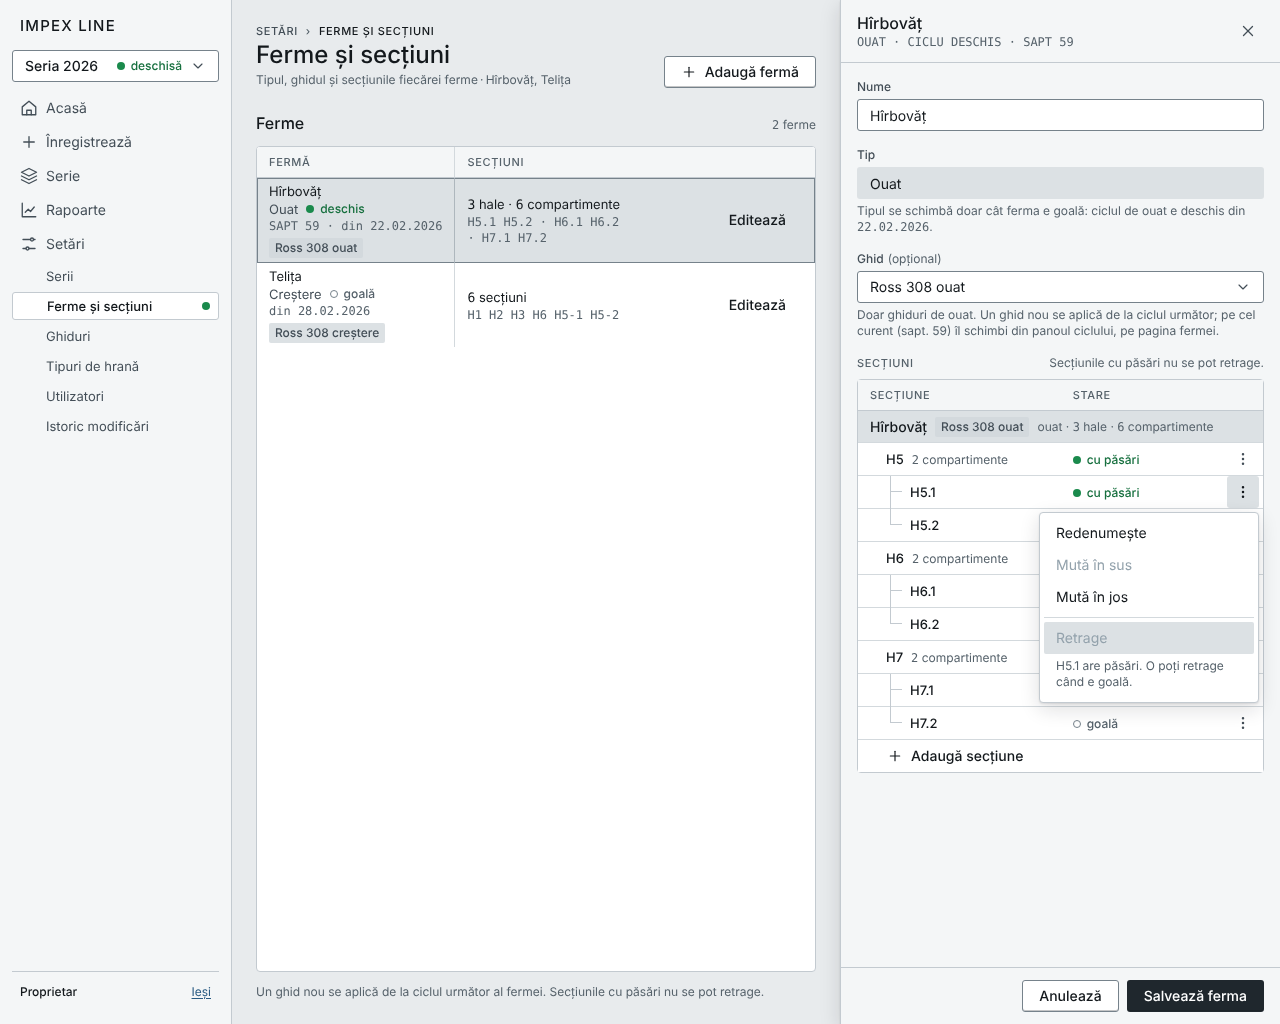 IMPEX LINE
Seria 2026 deschisă
Acasă
Înregistrează
Serie
Rapoarte
Setări
Serii
Ferme și secțiuni
Ghiduri
Tipuri de hrană
Utilizatori
Istoric modificări
Proprietar Ieși
SETĂRI › FERME ȘI SECȚIUNI
Ferme și secțiuni
Tipul, ghidul și secțiunile fiecărei ferme · Hîrbovăț, Telița
Adaugă fermă
Ferme 2 ferme
FERMĂ SECȚIUNI
Hîrbovăț
Ouat deschis
SAPT 59 · din 22.02.2026
Ross 308 ouat
3 hale · 6 compartimente
H5.1 H5.2 · H6.1 H6.2
· H7.1 H7.2
Editează
Telița
Creștere goală
din 28.02.2026
Ross 308 creștere
6 secțiuni
H1 H2 H3 H6 H5-1 H5-2
Editează
Un ghid nou se aplică de la ciclul următor al fermei. Secțiunile cu păsări nu se pot retrage.
Hîrbovăț
OUAT · CICLU DESCHIS · SAPT 59
Nume
Hîrbovăț
Tip
Ouat
Tipul se schimbă doar cât ferma e goală: ciclul de ouat e deschis din
22.02.2026.
Ghid (opțional)
Ross 308 ouat
Doar ghiduri de ouat. Un ghid nou se aplică de la ciclul următor; pe cel
curent (sapt. 59) îl schimbi din panoul ciclului, pe pagina fermei.
SECȚIUNI Secțiunile cu păsări nu se pot retrage.
SECȚIUNE STARE
Hîrbovăț Ross 308 ouat ouat · 3 hale · 6 compartimente
H5 2 compartimente cu păsări
H5.1 cu păsări
H5.2
H6 2 compartimente
H6.1
H6.2
H7 2 compartimente
H7.1
H7.2 goală
Adaugă secțiune
Redenumește
Mută în sus
Mută în jos
Retrage
H5.1 are păsări. O poți retrage
când e goală.
Anulează Salvează ferma